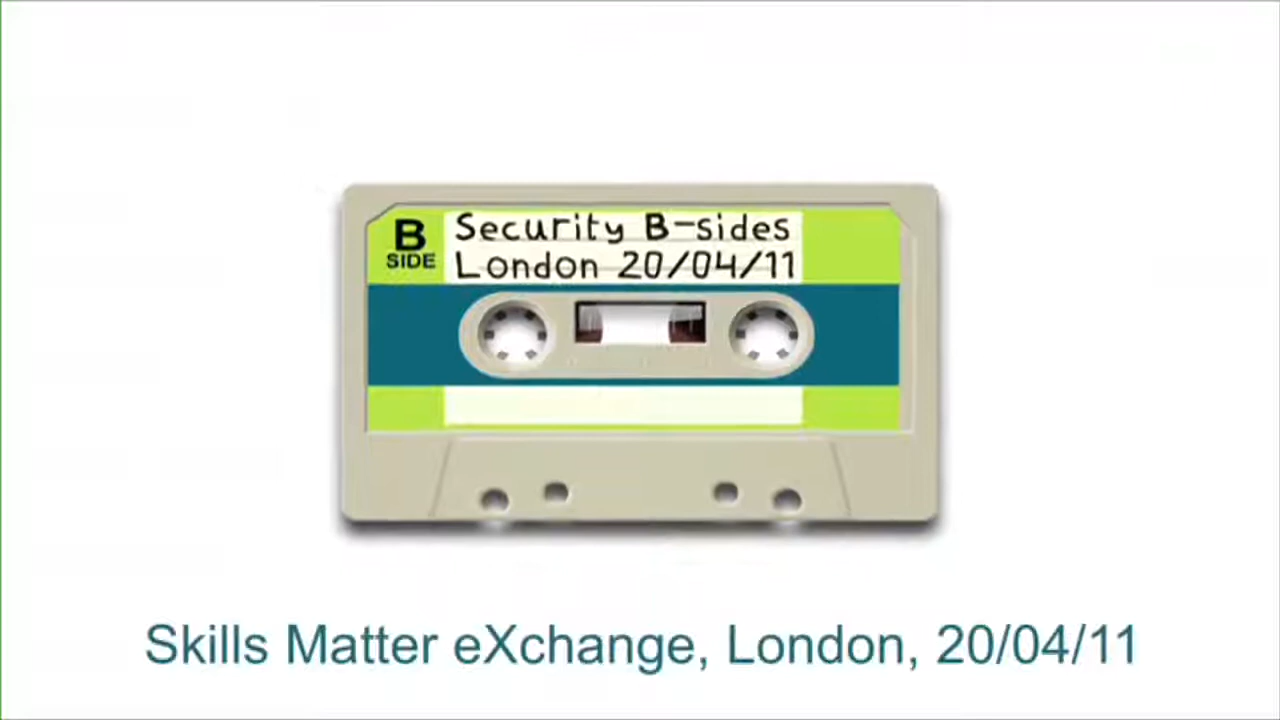 B
SIDE
Security B-sides
London 20/04/11
Skills Matter eXchange, London, 20/04/11